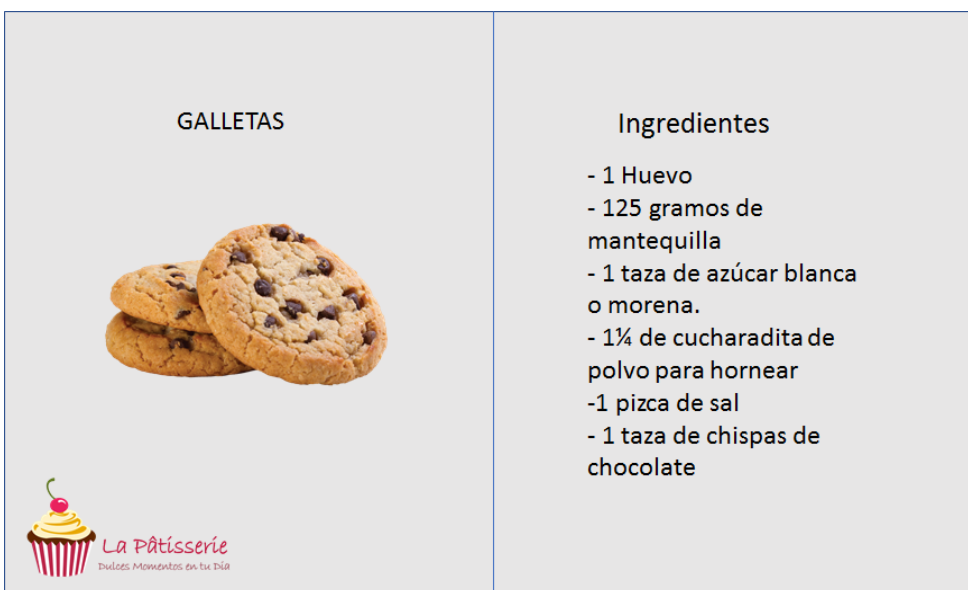 GALLETAS
La Pâtisserie
Dulces Momentos en tu Día
Ingredientes
- 1 Huevo
- 125 gramos de
mantequilla
- 1 taza de azúcar blanca
o morena.
- 1¼ de cucharadita de
polvo para hornear
-1 pizca de sal
- 1 taza de chispas de
chocolate